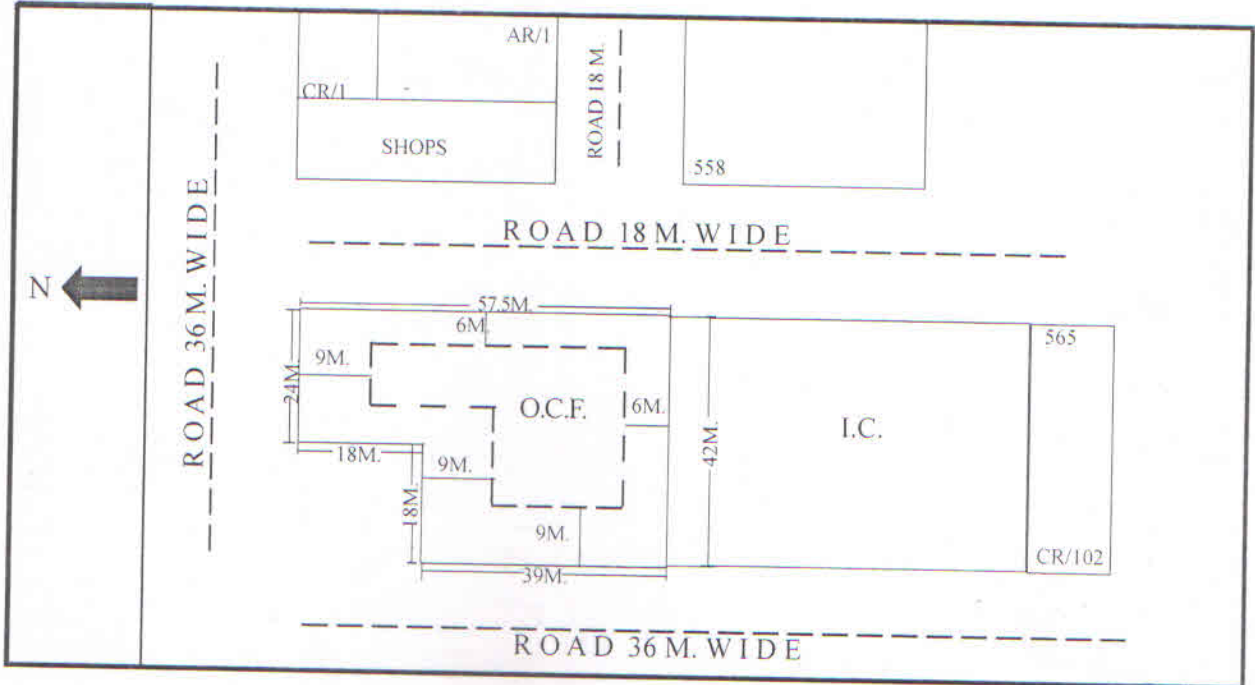 AR/1
CR/1
SHOPS
ROAD 18 M.
558
ROAD 18 M. WIDE
ROAD 36 M. WIDE
N
57.5M.
6M.
9M.
24M.
O.C.F.
6M.
18M.
9M.
18M.
9M.
39M.
42M.
I.C.
565
CR/102
ROAD 36 M. WIDE